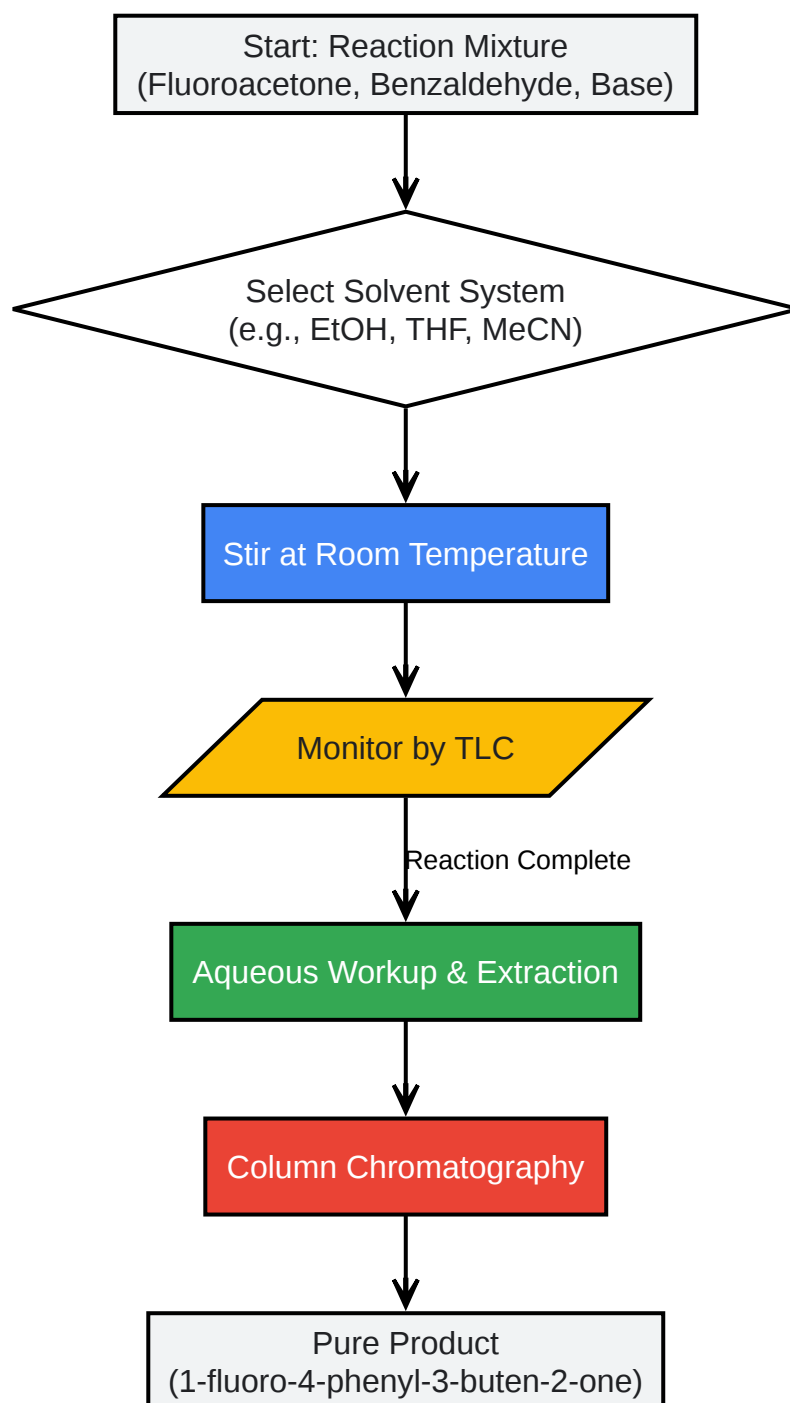 Start: Reaction Mixture
(Fluoroacetone, Benzaldehyde, Base)
Select Solvent System
(e.g., EtOH, THF, MeCN)
Stir at Room Temperature
Monitor by TLC
Reaction Complete
Aqueous Workup & Extraction
Column Chromatography
Pure Product
(1-fluoro-4-phenyl-3-buten-2-one)